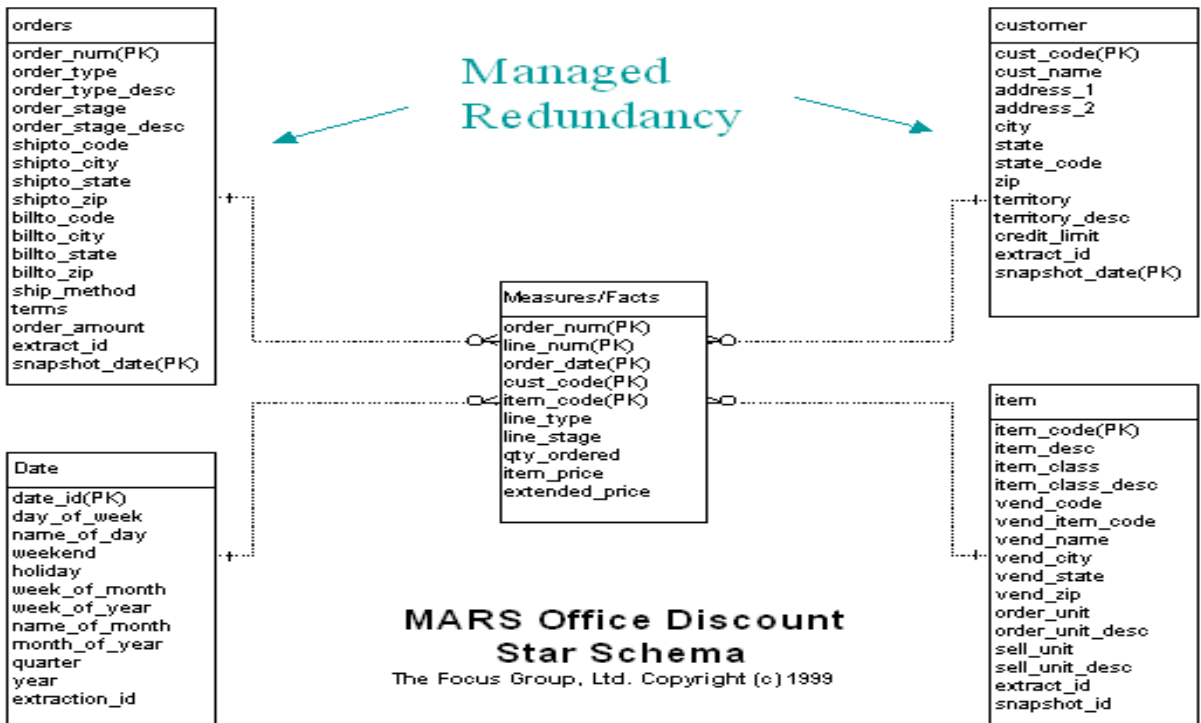 orders
order_num(PK)
order_type
order_type_desc
order_stage
order_stage_desc
shipto_code
shipto_city
shipto_state
shipto_zip
billto_code
billto_city
billto_state
billto_zip
ship_method
terms
order_amount
extract_id
snapshot_date(PK)
Managed
Redundancy
customer
cust_code(PK)
cust_name
address_1
address_2
city
state
state_code
zip
territory
territory_desc
credit_limit
extract_id
snapshot_date(PK)
Measures/Facts
order_num(PK)
line_num(PK)
order_date(PK)
cust_code(PK)
item_code(PK)
line_type
line_stage
qty_ordered
item_price
extended_price
Date
date_id(PK)
day_of_week
name_of_day
weekend
holiday
week_of_month
week_of_year
name_of_month
month_of_year
quarter
year
extraction_id
item
item_code(PK)
item_desc
item_class
item_class_desc
vend_code
vend_item_code
vend_name
vend_city
vend_state
vend_zip
order_unit
order_unit_desc
sell_unit
sell_unit_desc
extract_id
snapshot_id
MARS Office Discount
Star Schema
The Focus Group, Ltd. Copyright (c) 1999